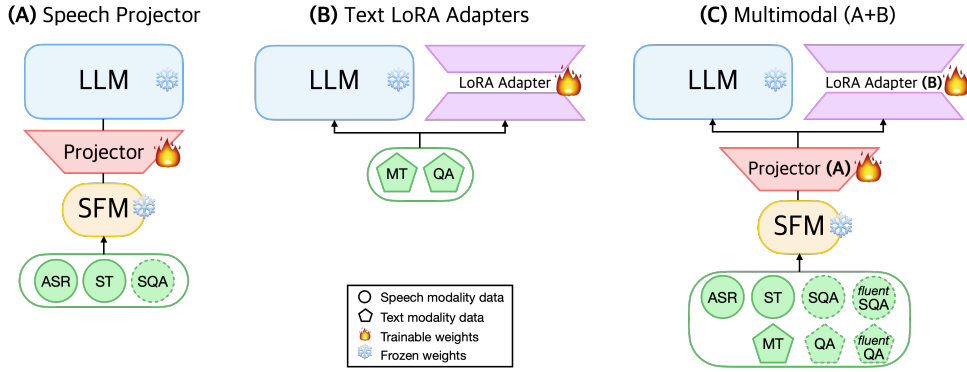 (A) Speech Projector
LLM
Projector
SFM
ASR ST SQA
(B) Text LoRA Adapters
LLM
LoRA Adapter
MT QA
Speech modality data
Text modality data
Trainable weights
Frozen weights
(C) Multimodal (A+B)
LLM
LoRA Adapter (B)
Projector (A)
SFM
ASR ST SQA fluent SQA
MT QA fluent QA